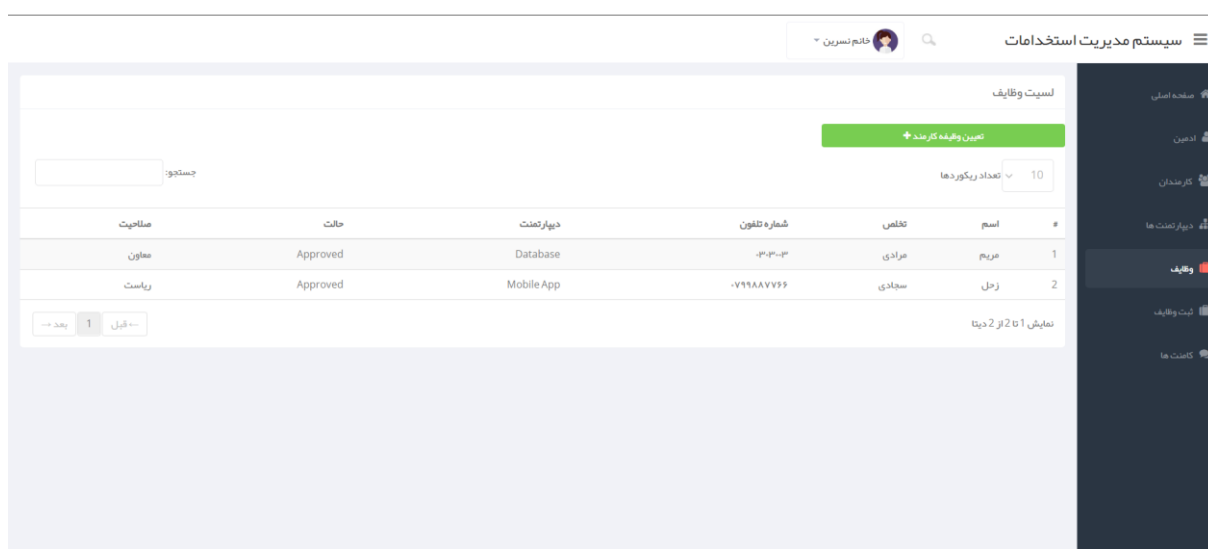 سیستم مدیریت استخدامات
خانم نسرین
صفحه اصلی
ادمین
کارمندان
دیپارتمنت ها
وظایف
ثبت وظایف
کامنت ها
لسیت وظایف
تعیین وظیفه کارمند +
10 تعداد ریکوردها
جستجو:
# اسم تخلص شماره تلفون دیپارتمنت حالت صلاحیت
1 مریم مرادی Database Approved معاون
2 زحل سجادی ۰۷۹۹۸۸۷۷۶۶ Mobile App Approved ریاست
نمایش 1 تا 2 از 2 دیتا
←قبل 1 بعد→